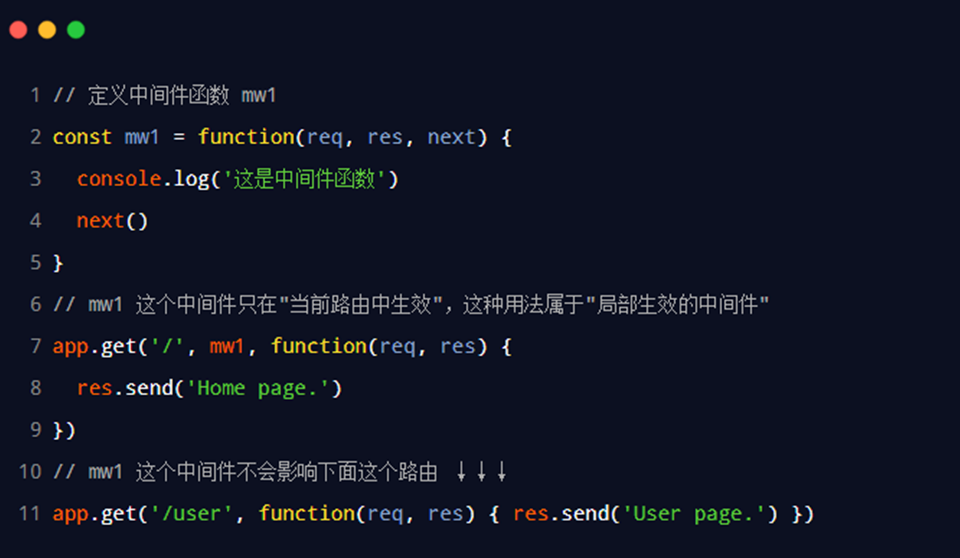 1 // 定义中间件函数 mw1
2 const mw1 = function(req, res, next) {
3   console.log('这是中间件函数')
4   next()
5 }
6 // mw1 这个中间件只在"当前路由中生效"，这种用法属于"局部生效的中间件"
7 app.get('/', mw1, function(req, res) {
8   res.send('Home page.')
9 })
10 // mw1 这个中间件不会影响下面这个路由 ↓↓↓
11 app.get('/user', function(req, res) { res.send('User page.') })